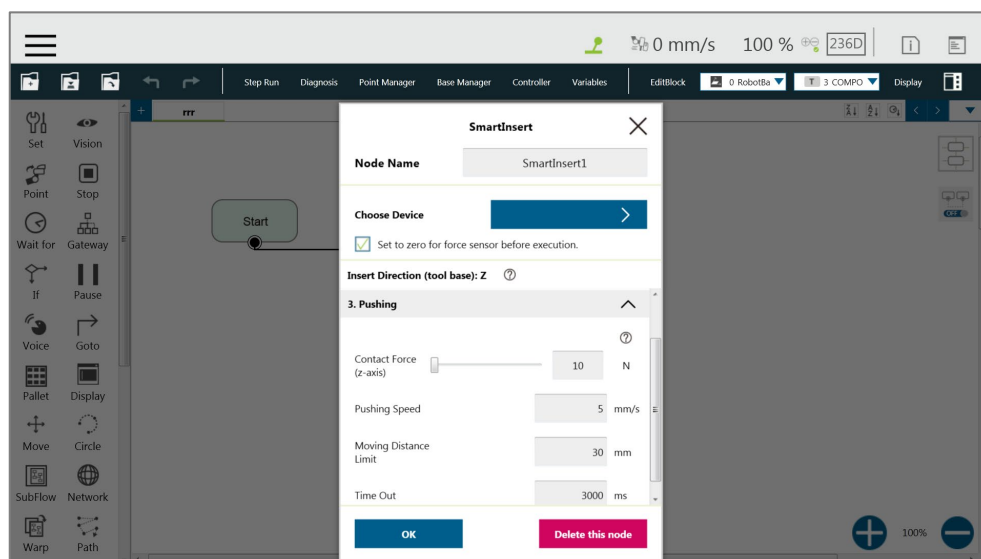 0 mm/s 100 % 236D
Step Run Diagnosis Point Manager Base Manager Controller Variables EditBlock 0 RobotBa T 3 COMPO Display
+ rrr
Set Vision
Point Stop
Wait for Gateway
If Pause
Voice Goto
Pallet Display
Move Circle
SubFlow Network
Warp Path
Start
SmartInsert
Node Name SmartInsert1
Choose Device
Set to zero for force sensor before execution.
Insert Direction (tool base): Z ?
3. Pushing
?
Contact Force
(z-axis) 10 N
Pushing Speed 5 mm/s
Moving Distance
Limit 30 mm
Time Out 3000 ms
OK Delete this node
OFF
100%